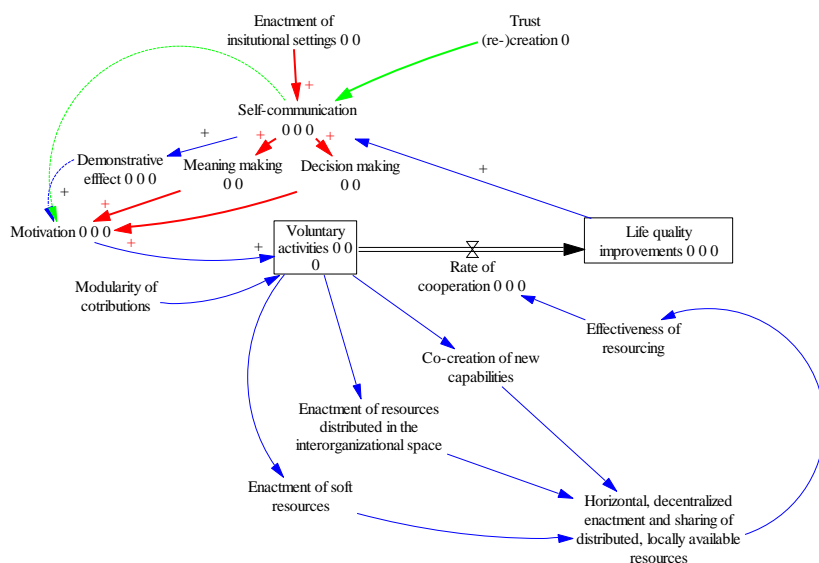 Enactment of
insitutional settings 0 0
Trust
(re-)creation 0
+
Self-communication
0 0 0
+
+
+
Demonstrative
efffect 0 0 0
Meaning making
0 0
Decision making
0 0
+
+
+
Motivation 0 0 0
+
+
Voluntary
activities 0 0
0
Life quality
improvements 0 0 0
Rate of
cooperation 0 0 0
Modularity of
cotributions
Effectiveness of
resourcing
Co-creation of new
capabilities
Enactment of resources
distributed in the
interorganizational space
Enactment of soft
resources
Horizontal, decentralized
enactment and sharing of
distributed, locally available
resources